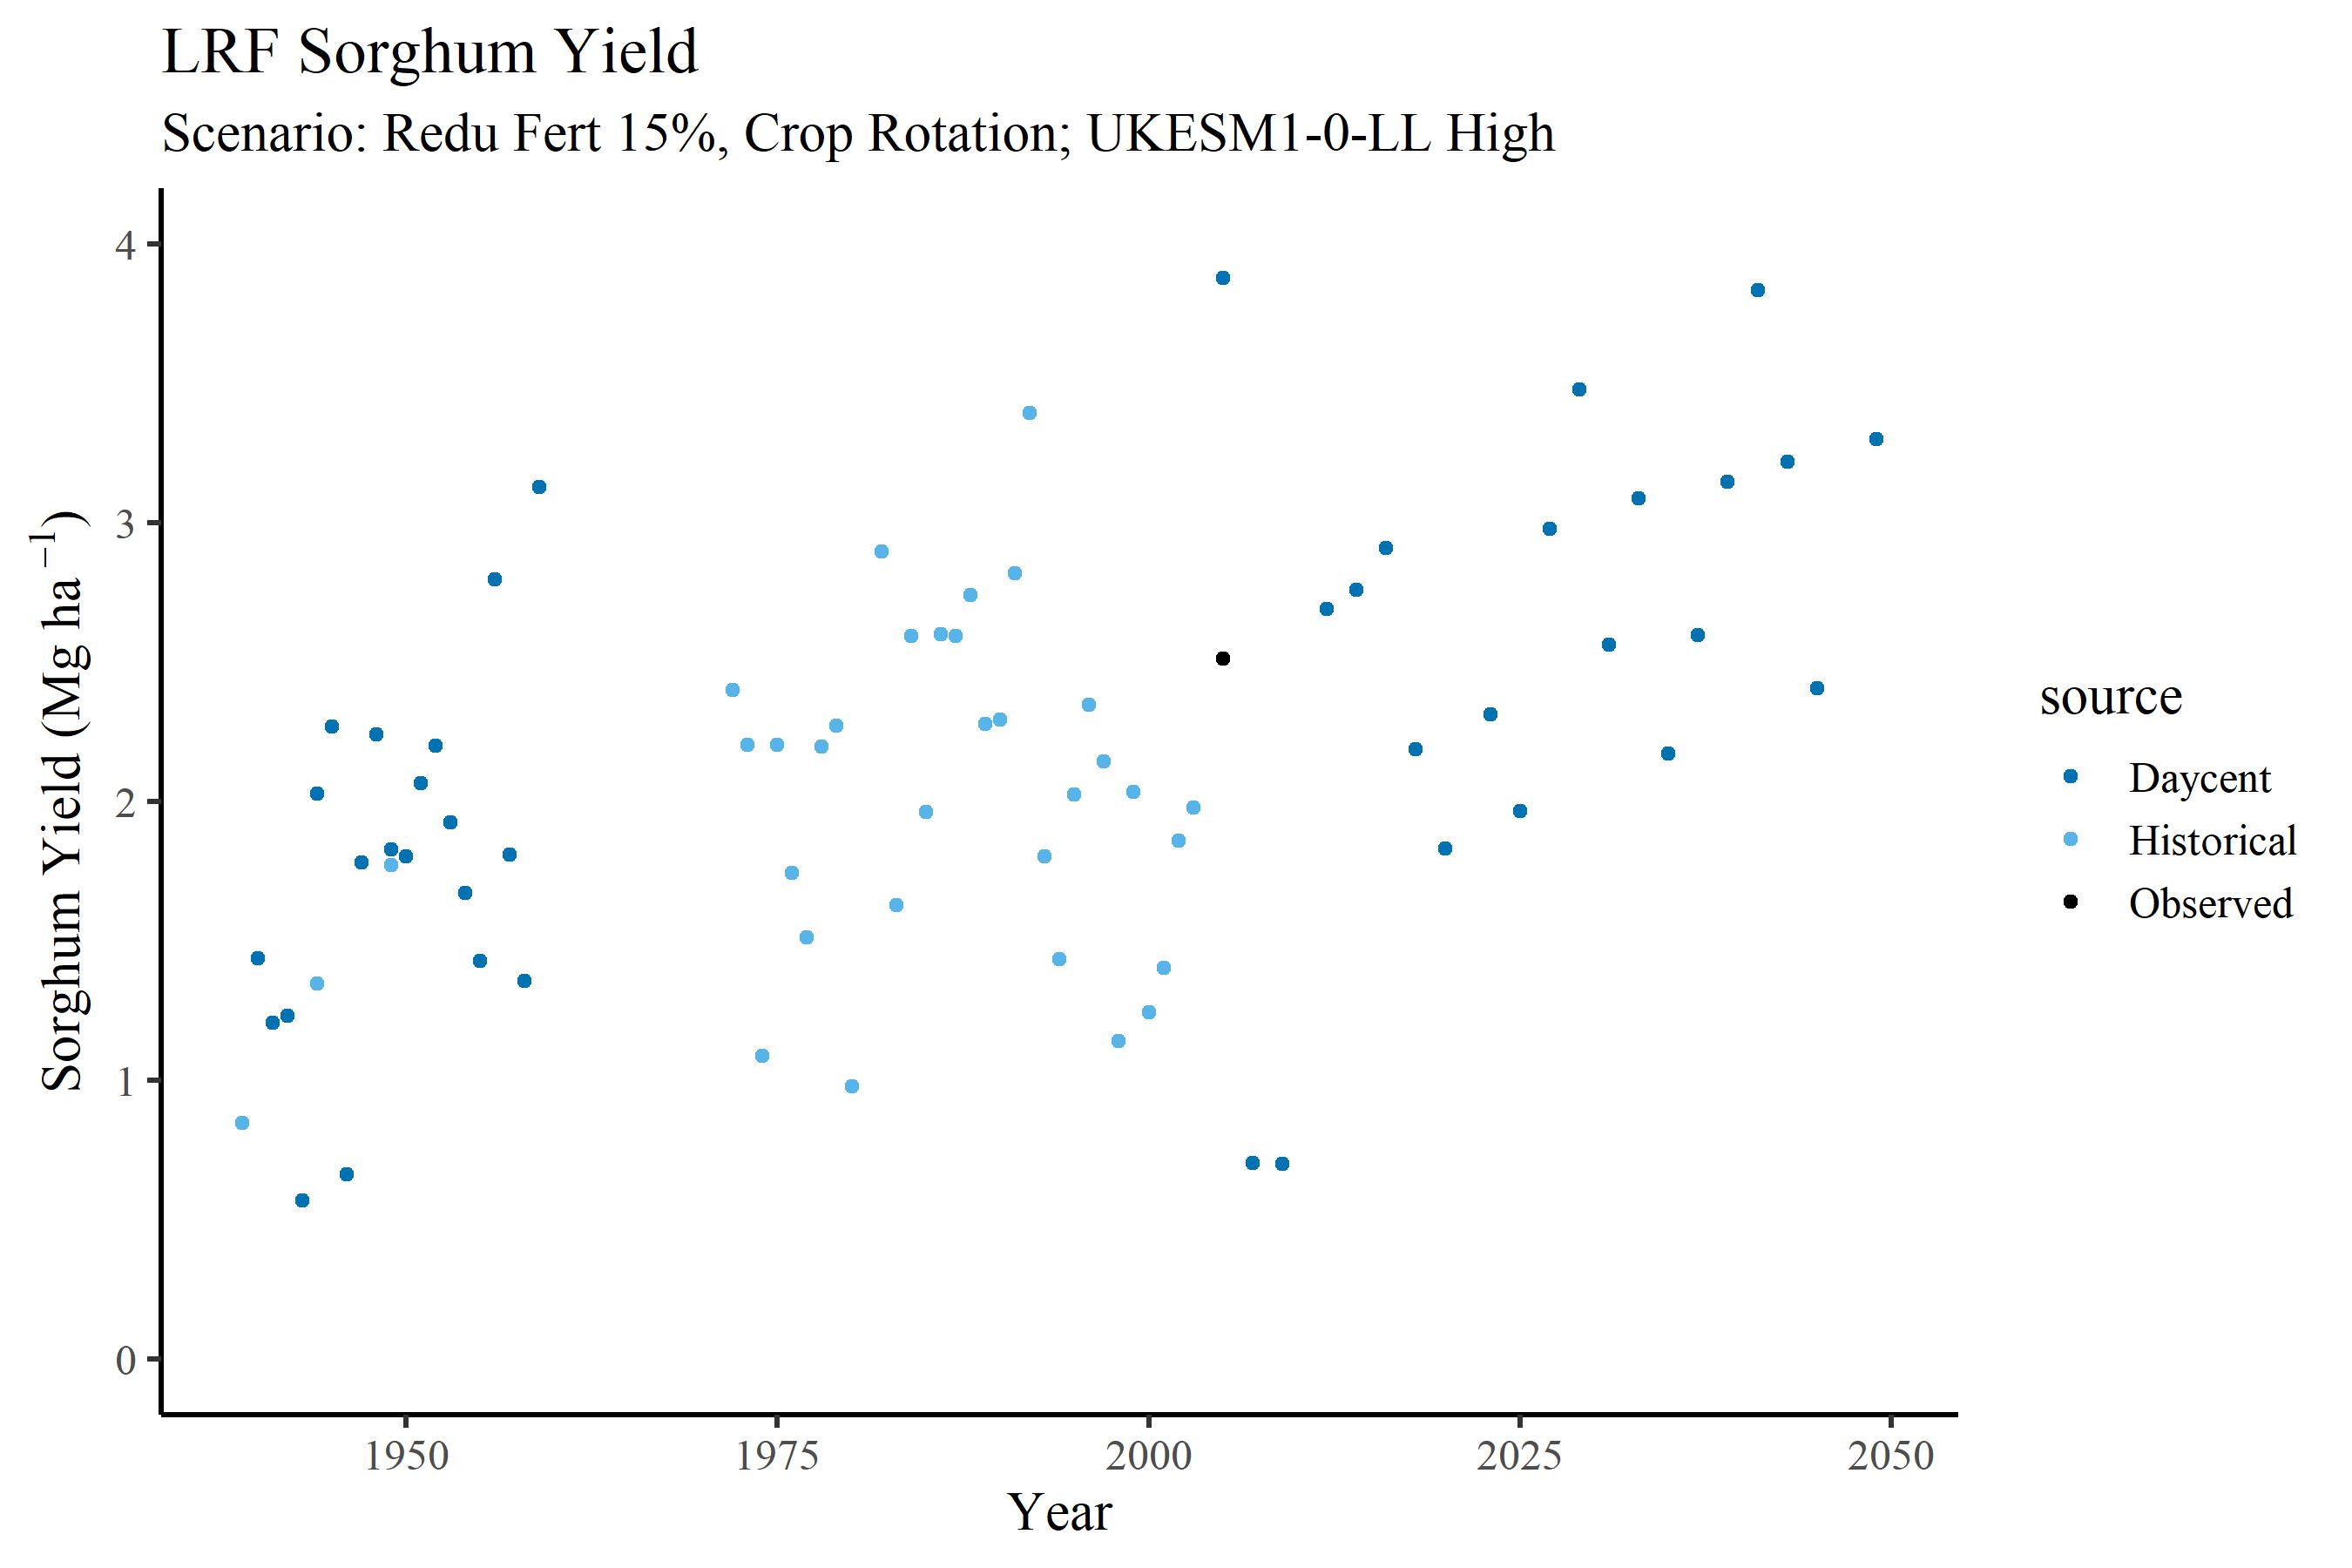 LRF Sorghum Yield
Scenario: Redu Fert 15%, Crop Rotation; UKESM1-0-LL High
Sorghum Yield (Mg ha⁻¹)
4
3
2
1
0
1950 1975 2000 2025 2050
Year
source
Daycent
Historical
Observed